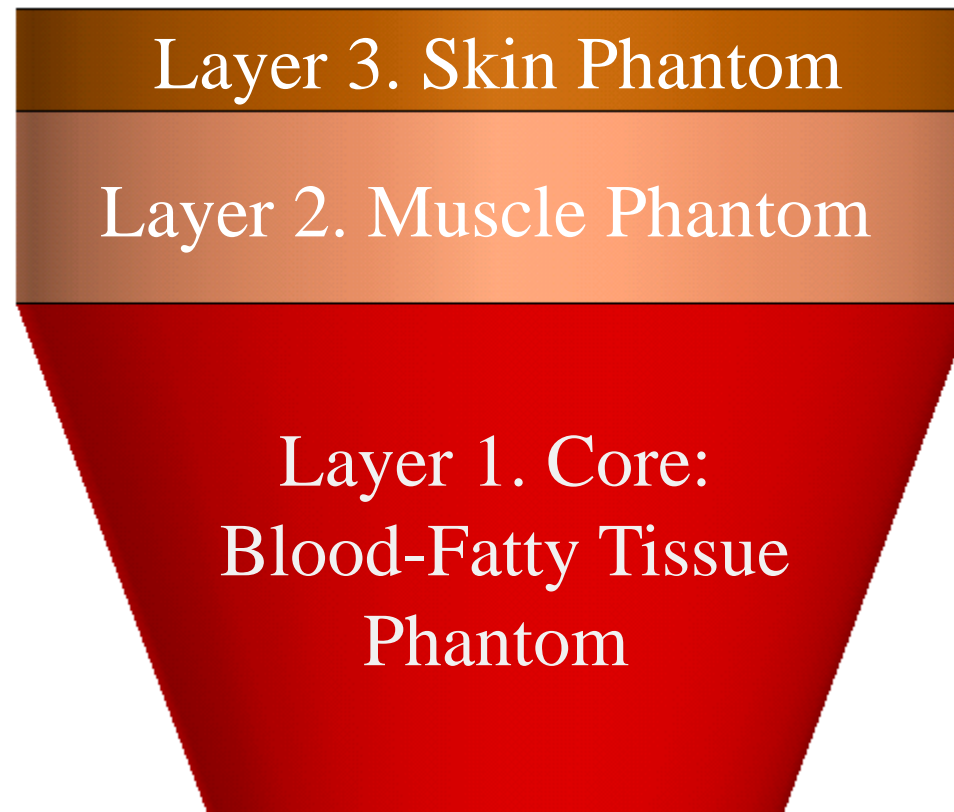 Layer 3. Skin Phantom
Layer 2. Muscle Phantom
Layer 1. Core:
Blood-Fatty Tissue
Phantom